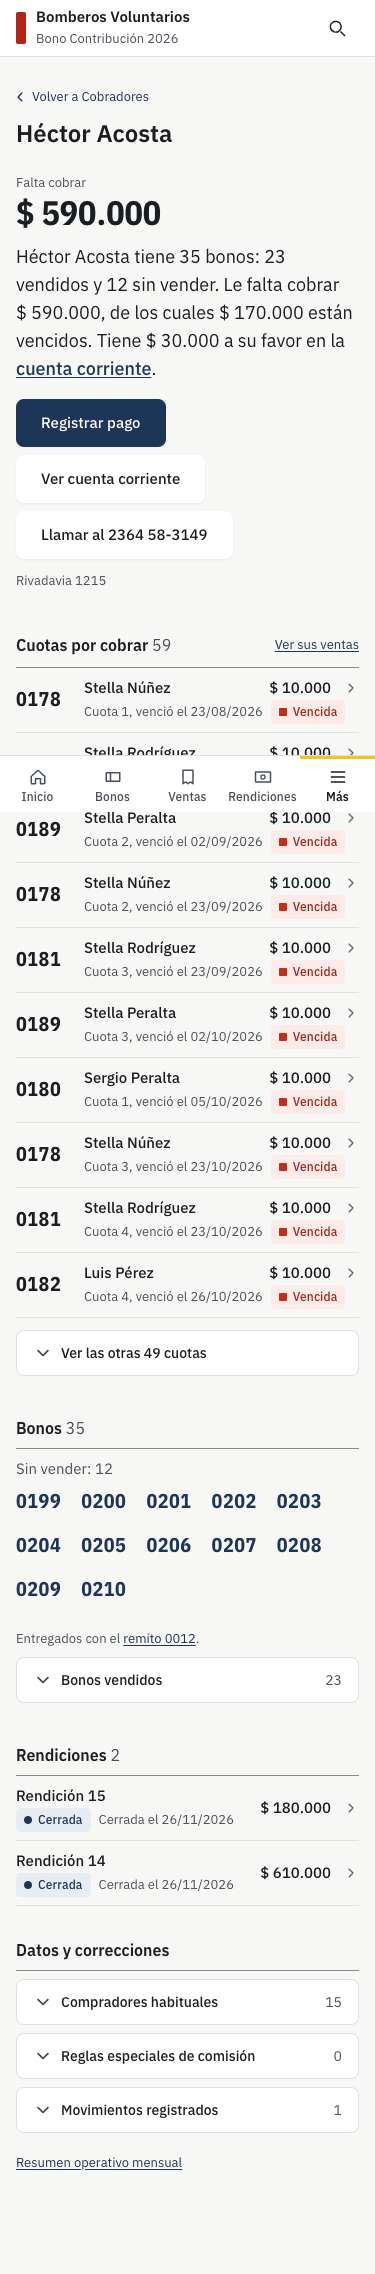 Bomberos Voluntarios
Bono Contribución 2026
Volver a Cobradores
Héctor Acosta
Falta cobrar
$ 590.000
Héctor Acosta tiene 35 bonos: 23
vendidos y 12 sin vender. Le falta cobrar
$ 590.000, de los cuales $ 170.000 están
vencidos. Tiene $ 30.000 a su favor en la
cuenta corriente.
Registrar pago
Ver cuenta corriente
Llamar al 2364 58-3149
Rivadavia 1215
Cuotas por cobrar 59 Ver sus ventas
0178 Stella Núñez $ 10.000
Cuota 1, venció el 23/08/2026 Vencida
Stella Rodríguez $ 10.000
Inicio Bonos Ventas Rendiciones Más
0189 Stella Peralta $ 10.000
Cuota 2, venció el 02/09/2026 Vencida
0178 Stella Núñez $ 10.000
Cuota 2, venció el 23/09/2026 Vencida
0181 Stella Rodríguez $ 10.000
Cuota 3, venció el 23/09/2026 Vencida
0189 Stella Peralta $ 10.000
Cuota 3, venció el 02/10/2026 Vencida
0180 Sergio Peralta $ 10.000
Cuota 1, venció el 05/10/2026 Vencida
0178 Stella Núñez $ 10.000
Cuota 3, venció el 23/10/2026 Vencida
0181 Stella Rodríguez $ 10.000
Cuota 4, venció el 23/10/2026 Vencida
0182 Luis Pérez $ 10.000
Cuota 4, venció el 26/10/2026 Vencida
Ver las otras 49 cuotas
Bonos 35
Sin vender: 12
0199 0200 0201 0202 0203
0204 0205 0206 0207 0208
0209 0210
Entregados con el remito 0012.
Bonos vendidos 23
Rendiciones 2
Rendición 15 $ 180.000
Cerrada Cerrada el 26/11/2026
Rendición 14 $ 610.000
Cerrada Cerrada el 26/11/2026
Datos y correcciones
Compradores habituales 15
Reglas especiales de comisión 0
Movimientos registrados 1
Resumen operativo mensual